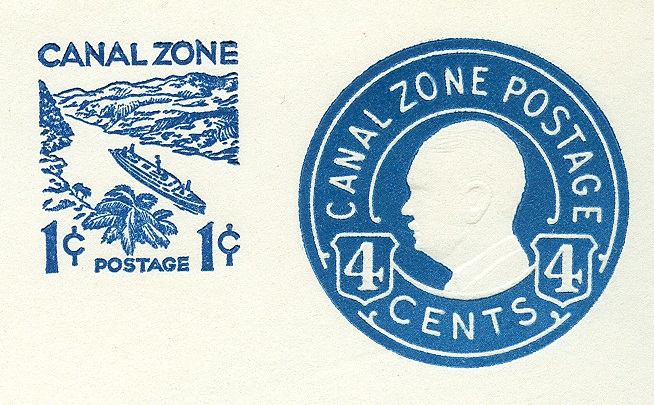 CANAL ZONE
1¢ POSTAGE 1¢
CANAL ZONE POSTAGE
4 4
CENTS